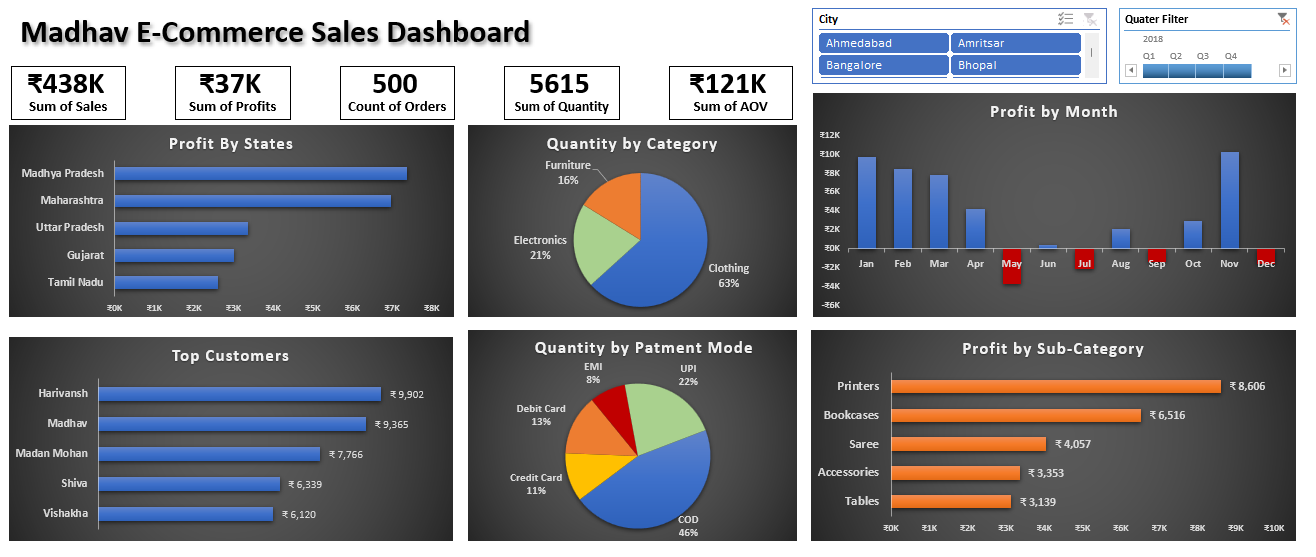 Madhav E-Commerce Sales Dashboard
City
Ahmedabad
Amritsar
Bangalore
Bhopal
Quater Filter
2018
Q1 Q2 Q3 Q4
₹438K
Sum of Sales
₹37K
Sum of Profits
500
Count of Orders
5615
Sum of Quantity
₹121K
Sum of AOV
Profit By States
Madhya Pradesh
Maharashtra
Uttar Pradesh
Gujarat
Tamil Nadu
₹0K ₹1K ₹2K ₹3K ₹3K ₹5K ₹6K ₹7K ₹8K
Quantity by Category
Furniture
16%
Electronics
21%
Clothing
63%
Profit by Month
₹12K
₹10K
₹8K
₹6K
₹4K
₹2K
₹0K
-₹2K
-₹4K
-₹6K
Jan Feb Mar Apr May Jun Jul Aug Sep Oct Nov Dec
Top Customers
Harivansh ₹ 9,902
Madhav ₹ 9,365
Madan Mohan ₹ 7,766
Shiva ₹ 6,339
Vishakha ₹ 6,120
Quantity by Patment Mode
EMI
8%
UPI
22%
Debit Card
13%
Credit Card
11%
COD
46%
Profit by Sub-Category
Printers ₹ 8,606
Bookcases ₹ 6,516
Saree ₹ 4,057
Accessories ₹ 3,353
Tables ₹ 3,139
₹0K ₹1K ₹2K ₹3K ₹4K ₹5K ₹6K ₹7K ₹8K ₹9K ₹10K